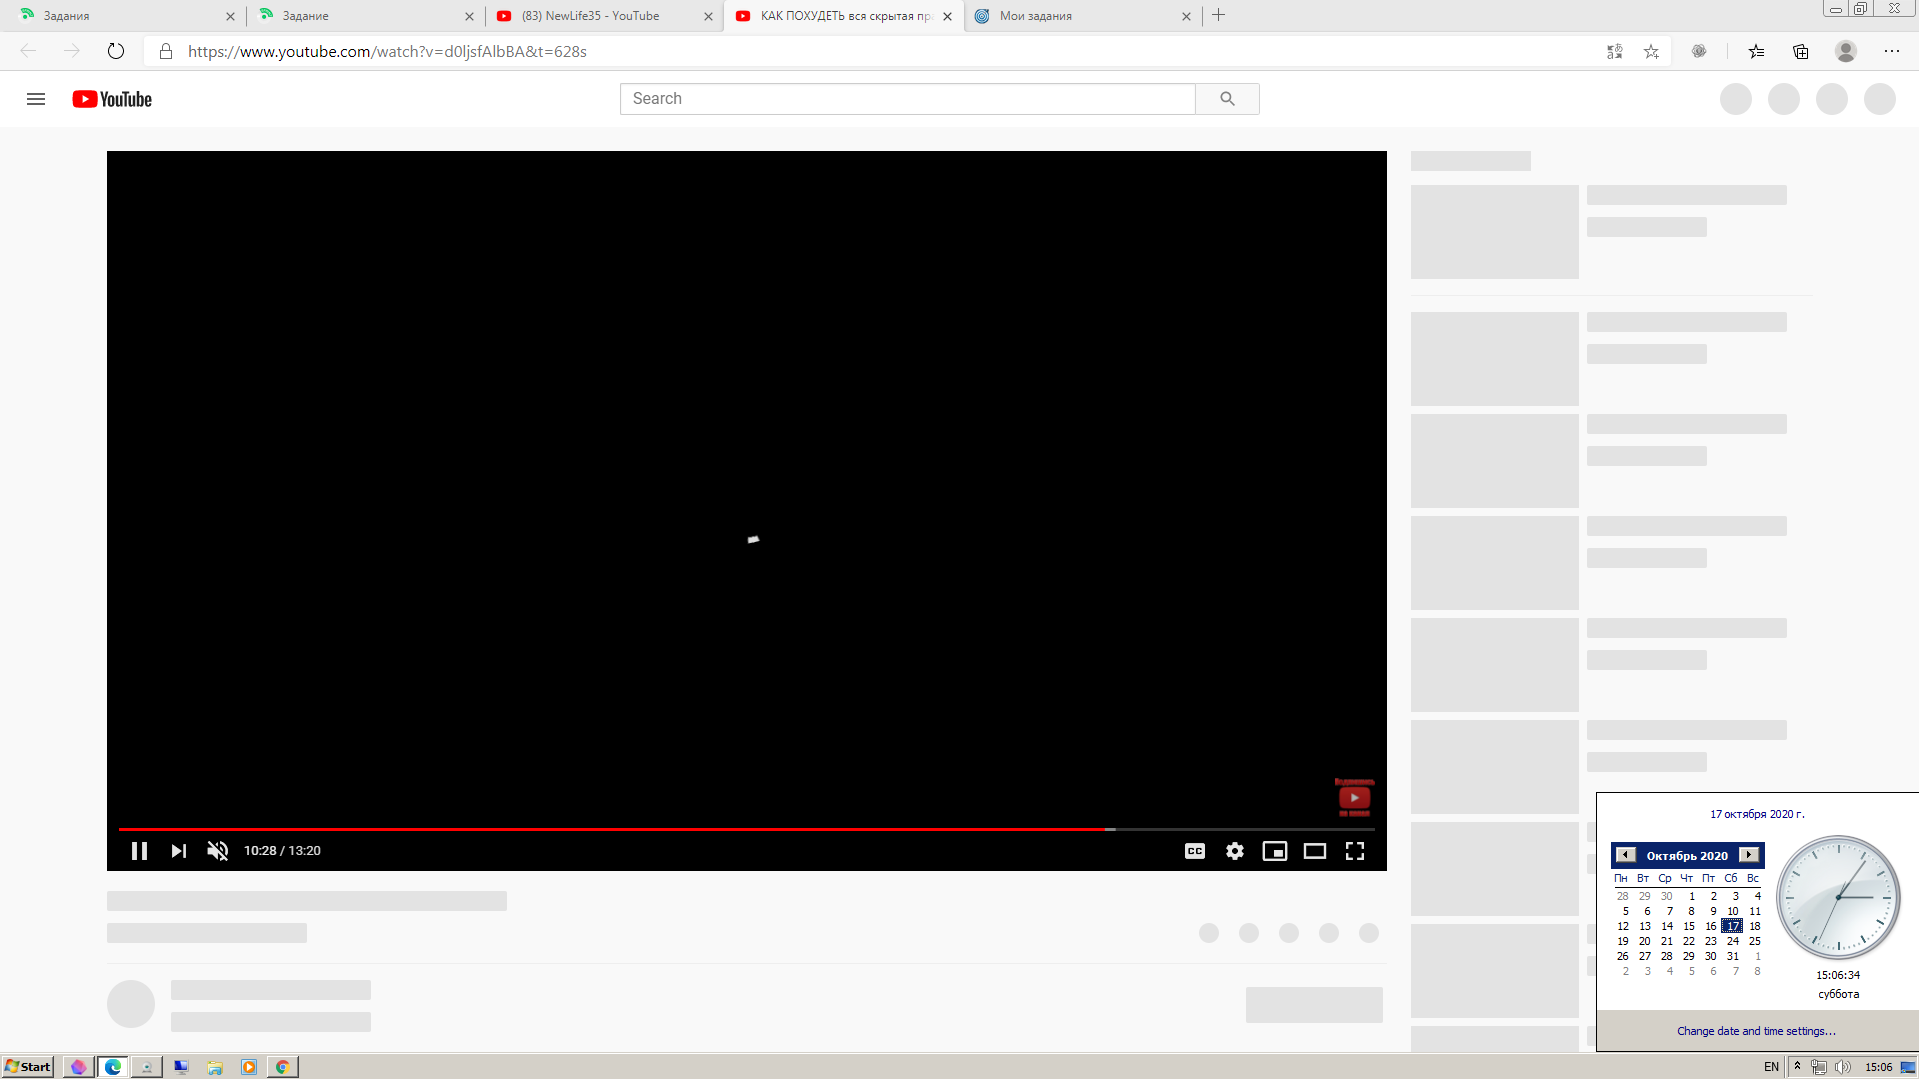 Задания
Задание
(83) NewLife35 - YouTube
КАК ПОХУДЕТЬ вся скрытая пр
Мои задания
https://www.youtube.com/watch?v=d0ljsfAlbBA&t=628s
YouTube
Search
10:28 / 13:20
CC
17 октября 2020 г.
Октябрь 2020
Пн Вт Ср Чт Пт Сб Вс
28 29 30 1 2 3 4
5 6 7 8 9 10 11
12 13 14 15 16 17 18
19 20 21 22 23 24 25
26 27 28 29 30 31 1
2 3 4 5 6 7 8
15:06:34
суббота
Change date and time settings...
Start
EN
15:06